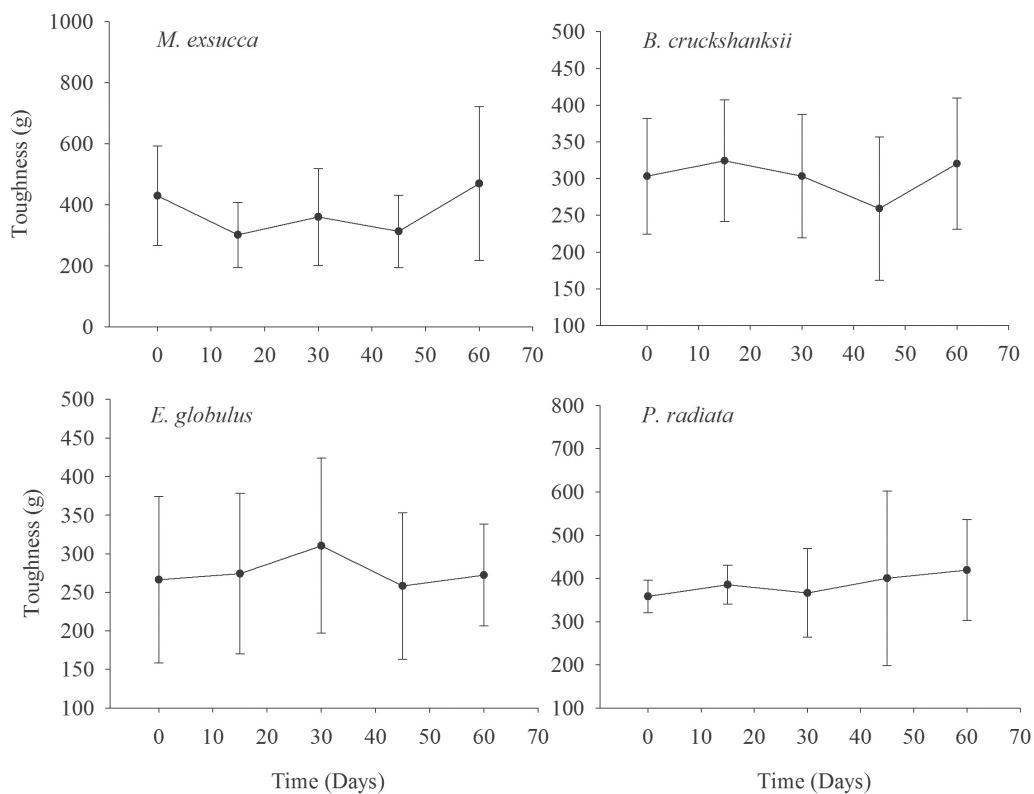 M. exsucca
Toughness (g)
1000
800
600
400
200
0
0 10 20 30 40 50 60 70
B. cruckshanksii
500
450
400
350
300
250
200
150
100
0 10 20 30 40 50 60 70
E. globulus
Toughness (g)
500
450
400
350
300
250
200
150
100
0 10 20 30 40 50 60 70
Time (Days)
P. radiata
800
700
600
500
400
300
200
100
0 10 20 30 40 50 60 70
Time (Days)